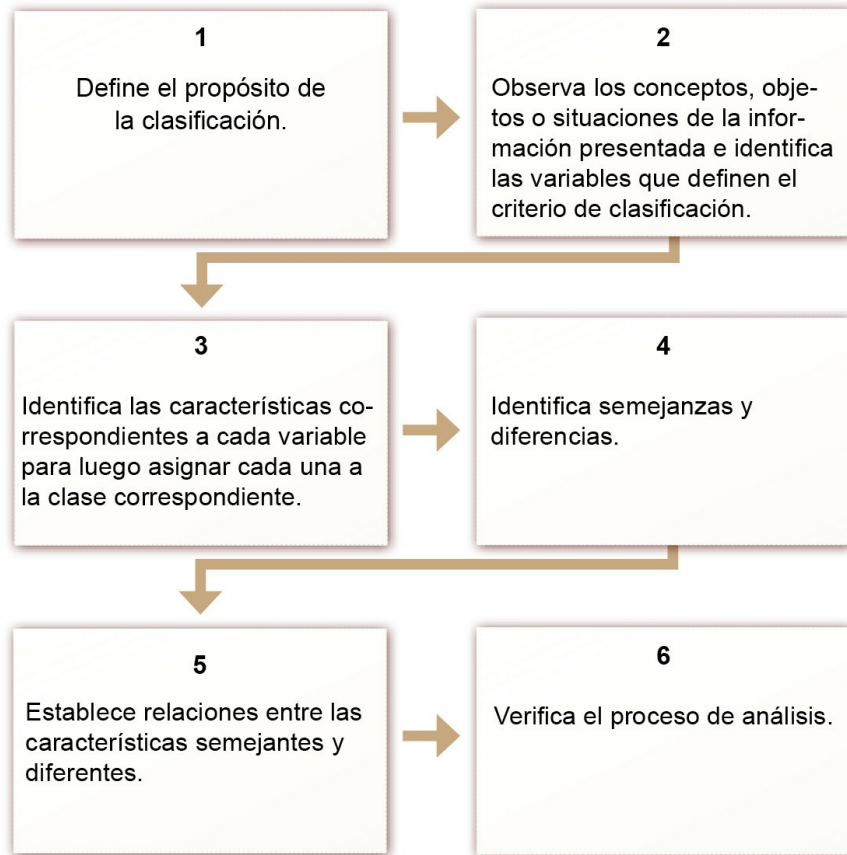 1
Define el propósito de
la clasificación.
2
Observa los conceptos, obje-
tos o situaciones de la infor-
mación presentada e identifica
las variables que definen el
criterio de clasificación.
3
Identifica las características co-
rrespondientes a cada variable
para luego asignar cada una a
la clase correspondiente.
4
Identifica semejanzas y
diferencias.
5
Establece relaciones entre las
características semejantes y
diferentes.
6
Verifica el proceso de análisis.